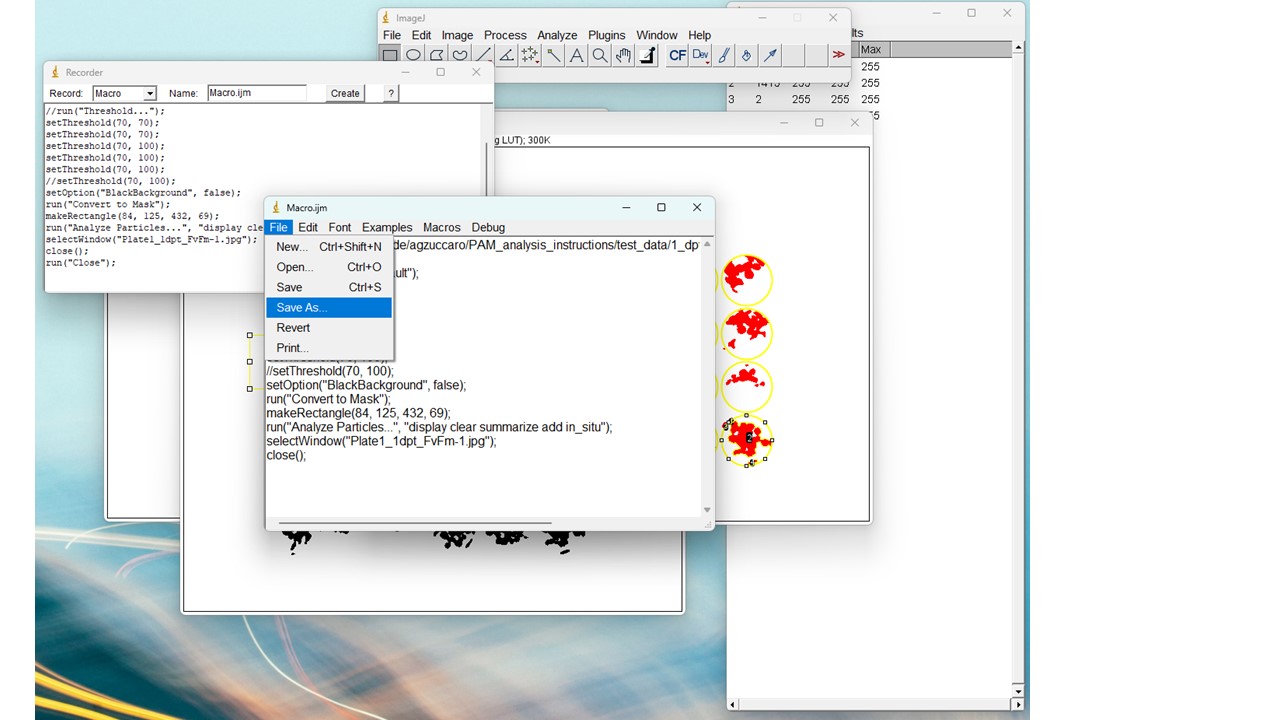 ImageJ
File Edit Image Process Analyze Plugins Window Help
CF Dev
lts
Max
255
255
3 2 255 255 255
55
Recorder
Record: Macro Name: Macro.ijm Create ?
//run("Threshold...");
setThreshold(70, 70);
setThreshold(70, 70);
setThreshold(70, 100);
setThreshold(70, 100);
setThreshold(70, 100);
//setThreshold(70, 100);
setOption("BlackBackground", false);
run("Convert to Mask");
makeRectangle(84, 125, 432, 69);
run("Analyze Particles...", "display cle
selectWindow("Plate1_1dpt_FvFm-1.jpg");
close();
run("Close");
g LUT); 300K
Macro.ijm
File Edit Font Examples Macros Debug
New... Ctrl+Shift+N
Open... Ctrl+O
Save Ctrl+S
Save As...
Revert
Print...
de/agzuccaro/PAM_analysis_instructions/test_data/1_dp
ult");
//setThreshold(70, 100);
setOption("BlackBackground", false);
run("Convert to Mask");
makeRectangle(84, 125, 432, 69);
run("Analyze Particles...", "display clear summarize add in_situ");
selectWindow("Plate1_1dpt_FvFm-1.jpg");
close();